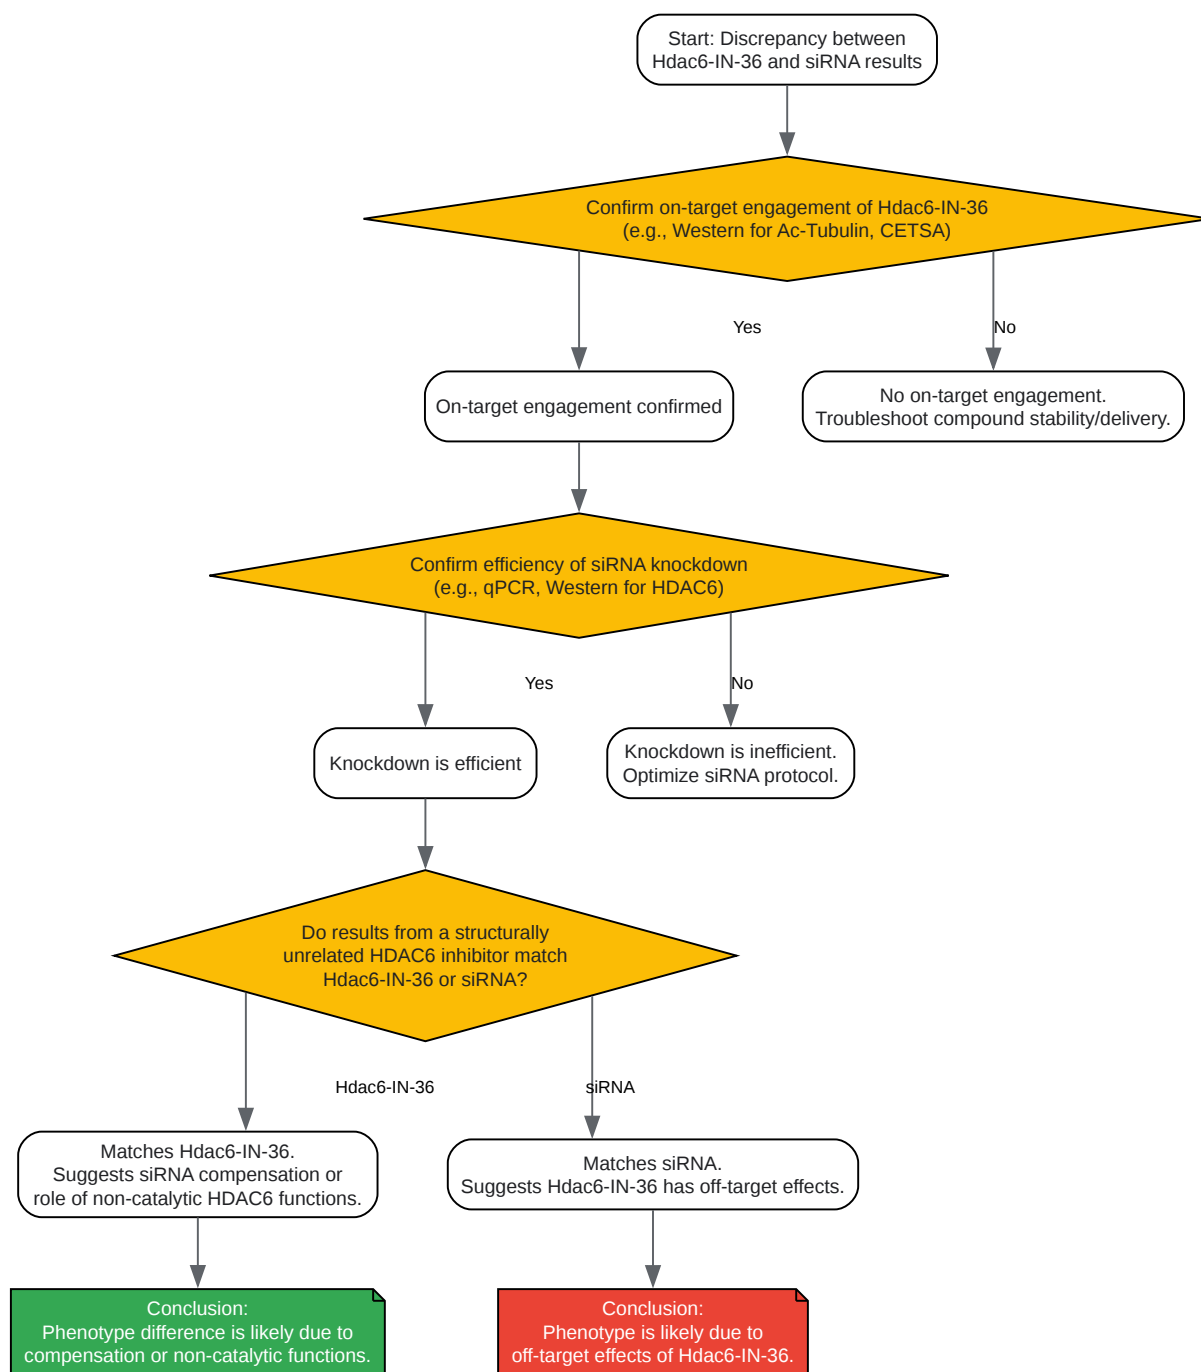 Start: Discrepancy between
Hdac6-IN-36 and siRNA results
Confirm on-target engagement of Hdac6-IN-36
(e.g., Western for Ac-Tubulin, CETSA)
Yes
No
On-target engagement confirmed
No on-target engagement.
Troubleshoot compound stability/delivery.
Confirm efficiency of siRNA knockdown
(e.g., qPCR, Western for HDAC6)
Yes
No
Knockdown is efficient
Knockdown is inefficient.
Optimize siRNA protocol.
Do results from a structurally
unrelated HDAC6 inhibitor match
Hdac6-IN-36 or siRNA?
Hdac6-IN-36
siRNA
Matches Hdac6-IN-36.
Suggests siRNA compensation or
role of non-catalytic HDAC6 functions.
Matches siRNA.
Suggests Hdac6-IN-36 has off-target effects.
Conclusion:
Phenotype difference is likely due to
compensation or non-catalytic functions.
Conclusion:
Phenotype is likely due to
off-target effects of Hdac6-IN-36.